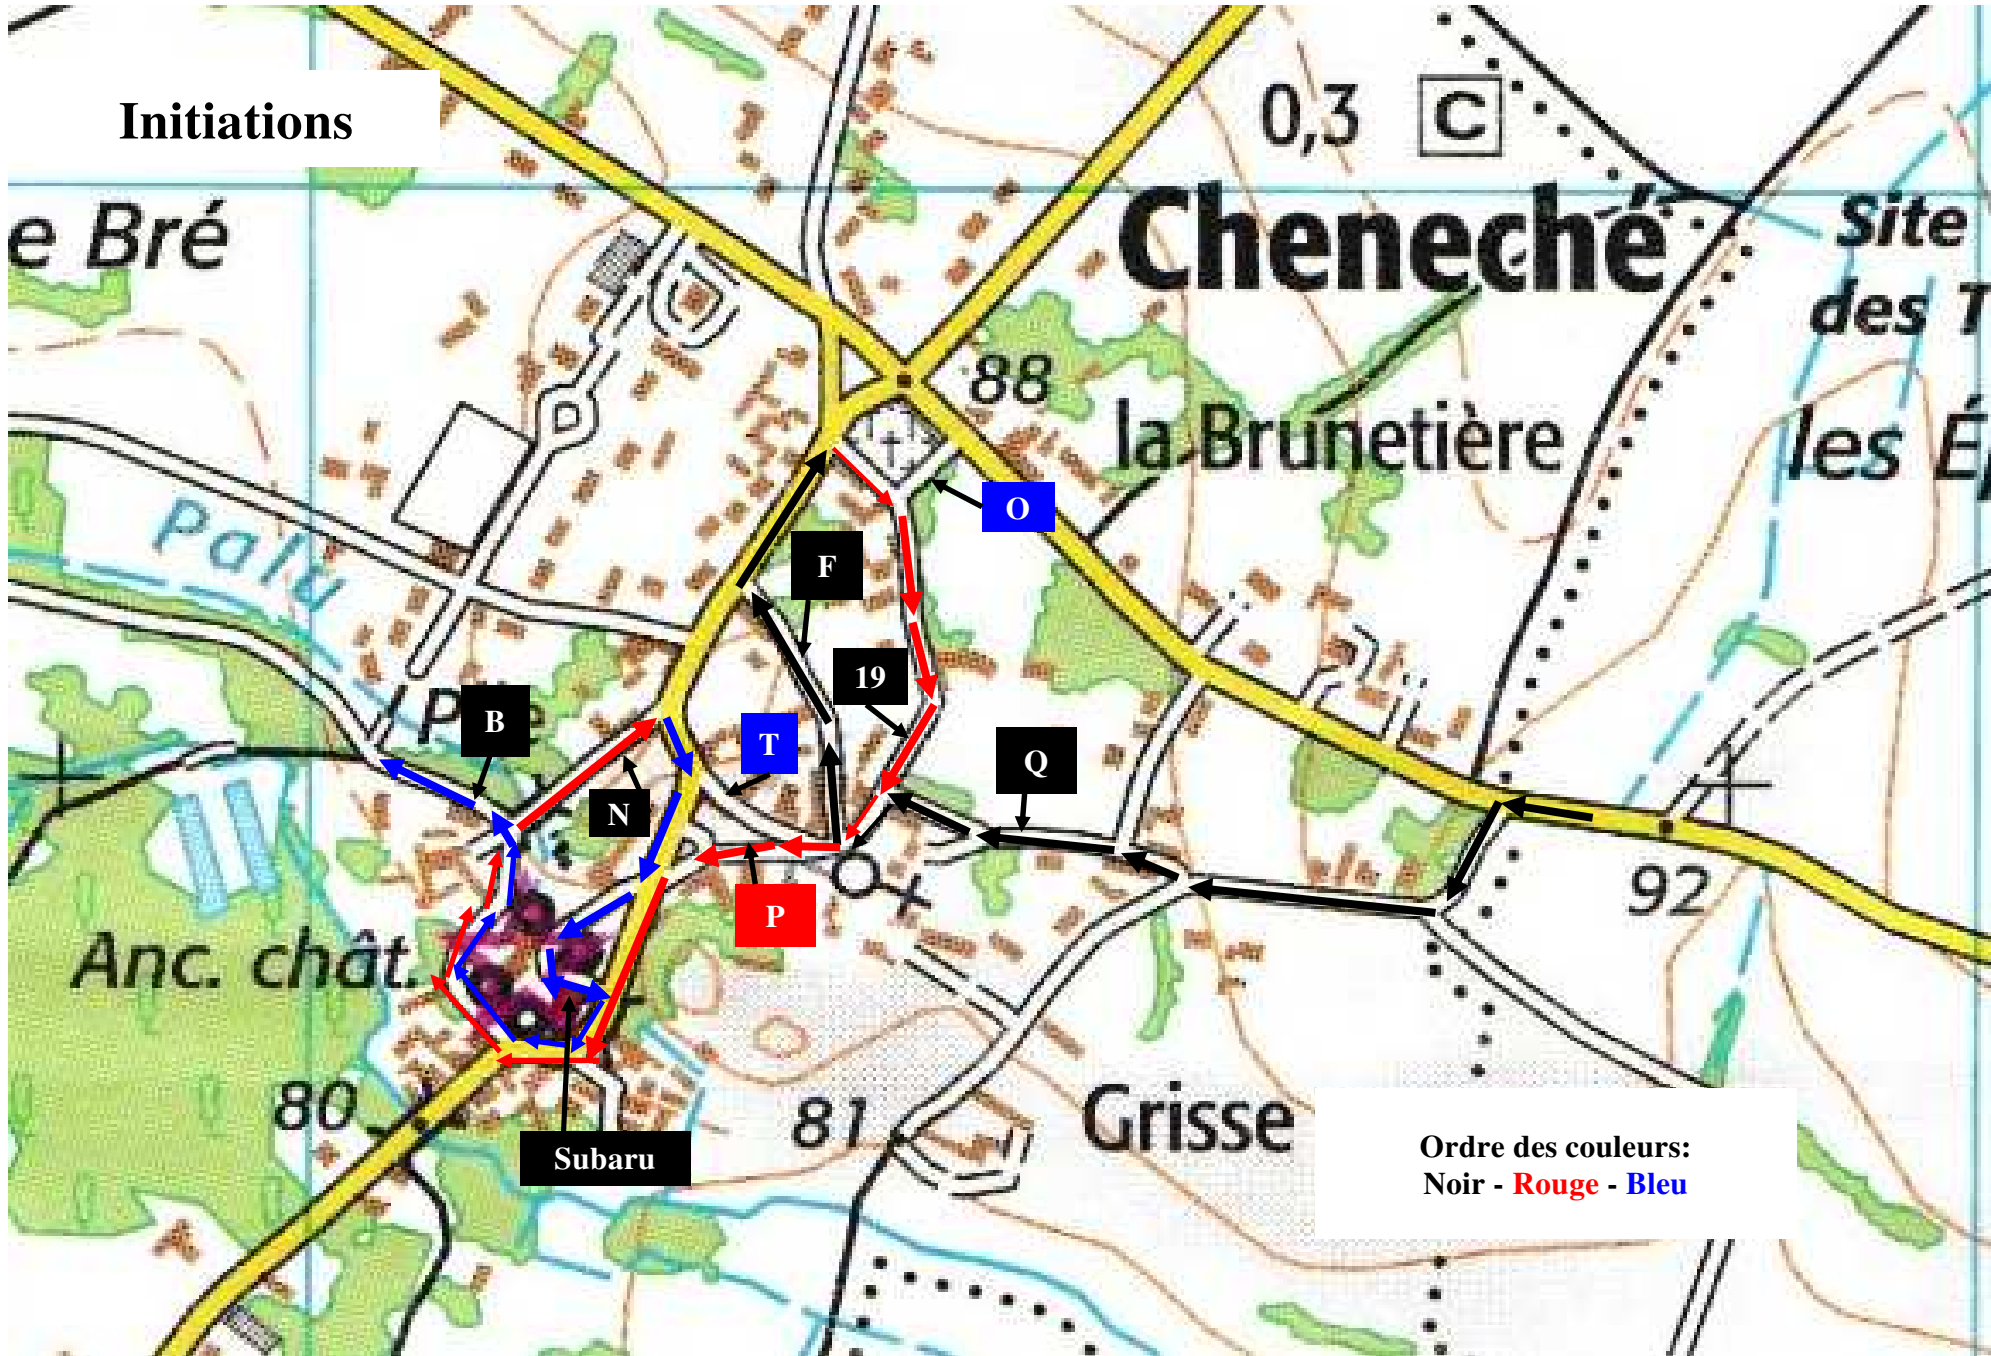 Initiations
0,3 C
Cheneché
Site
e Bré
des T
88
la Brunetière
les
O
Palu
F
19
B
T
Q
N
92
P
Anc. chât.
80
81
Grisse
Subaru
Ordre des couleurs:
Noir - Rouge - Bleu